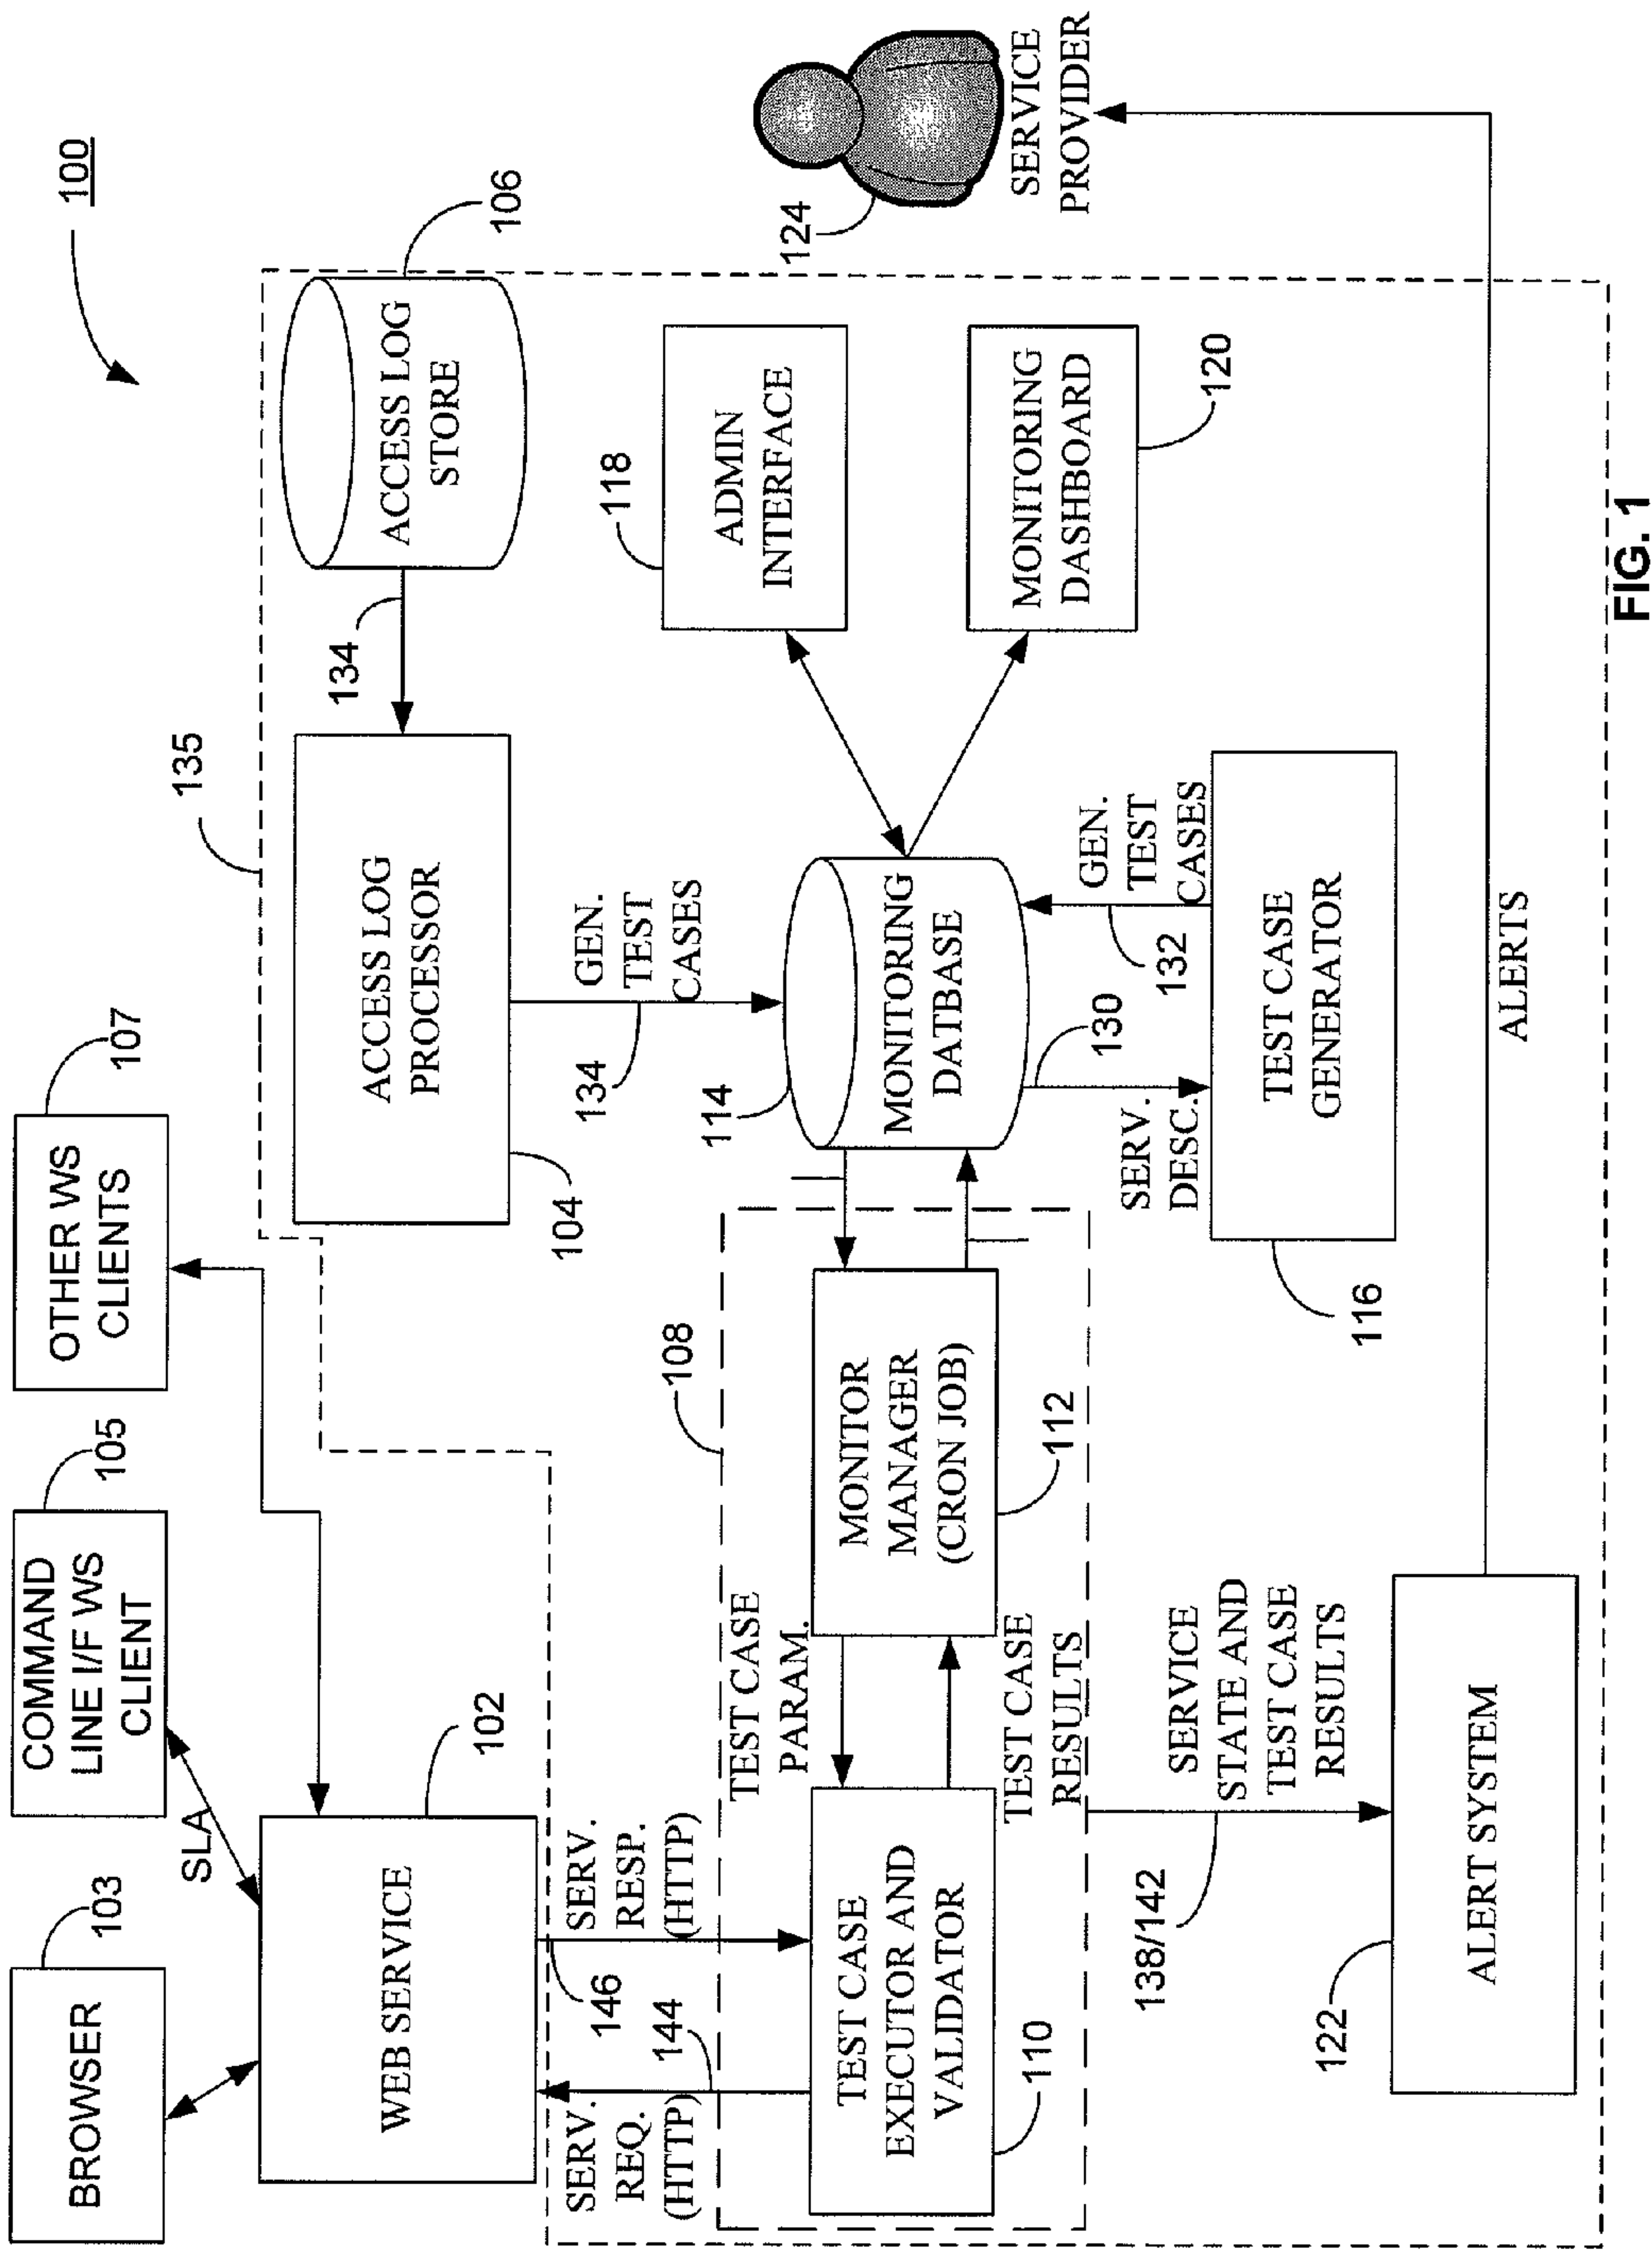 100
BROWSER
103
COMMAND
LINE I/F WS
CLIENT
105
OTHER WS
CLIENTS
107
SLA
WEB SERVICE
102
135
ACCESS LOG
PROCESSOR
104
134
ACCESS LOG
STORE
106
SERV.
REQ.
(HTTP)
144
SERV.
RESP.
(HTTP)
146
GEN.
TEST
CASES
134
108
TEST CASE
EXECUTOR AND
VALIDATOR
110
TEST CASE
PARAM.
TEST CASE
RESULTS
MONITOR
MANAGER
(CRON JOB)
112
114
MONITORING
DATBASE
118
ADMIN
INTERFACE
MONITORING
DASHBOARD
120
124
SERVICE
PROVIDER
SERV.
DESC.
130
132
GEN.
TEST
CASES
TEST CASE
GENERATOR
116
138/142
SERVICE
STATE AND
TEST CASE
RESULTS
122
ALERT SYSTEM
ALERTS
FIG. 1